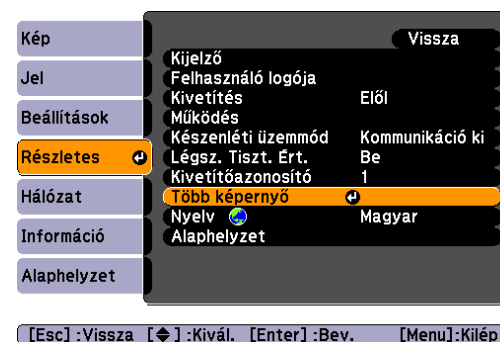 Kép
Jel
Beállítások
Részletes
Hálózat
Információ
Alaphelyzet
Vissza
Kijelző
Felhasználó logója
Kivetítés Elől
Működés
Készenléti üzemmód Kommunikáció ki
Légsz. Tiszt. Ért. Be
Kivetítőazonosító 1
Több képernyő
Nyelv Magyar
Alaphelyzet
[Esc] :Vissza [◆] :Kivál. [Enter] :Bev. [Menu]:Kilép